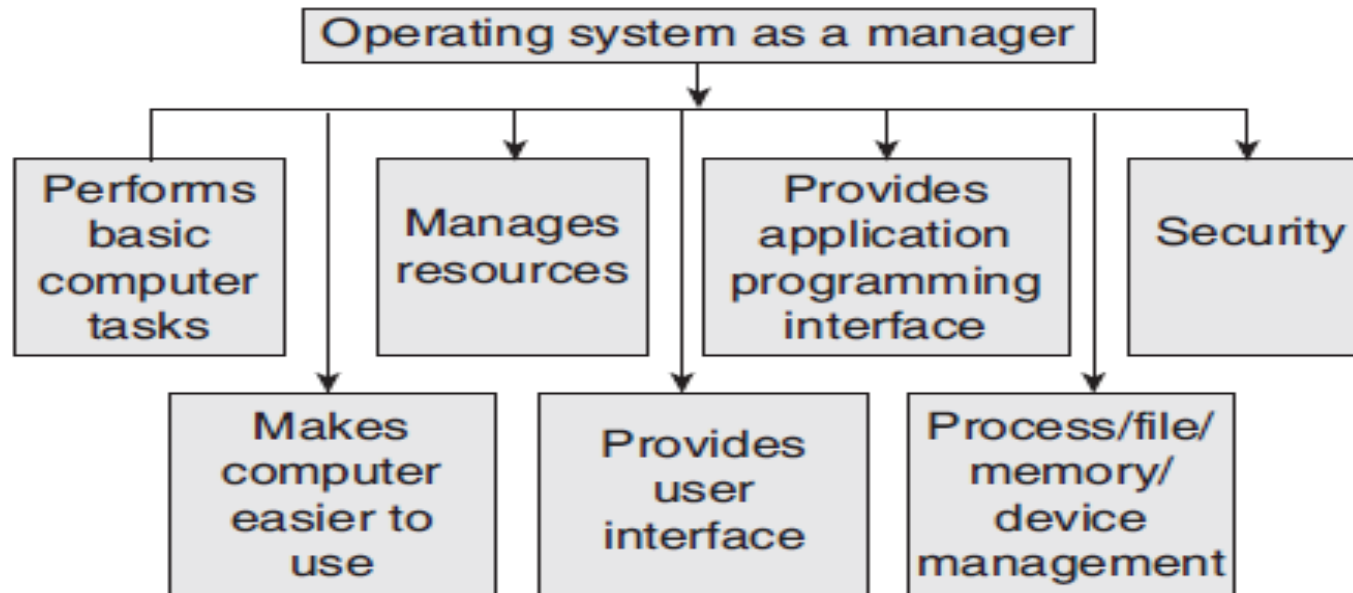 Operating system as a manager
Performs
basic
computer
tasks
Manages
resources
Provides
application
programming
interface
Security
Makes
computer
easier to
use
Provides
user
interface
Process/file/
memory/
device
management